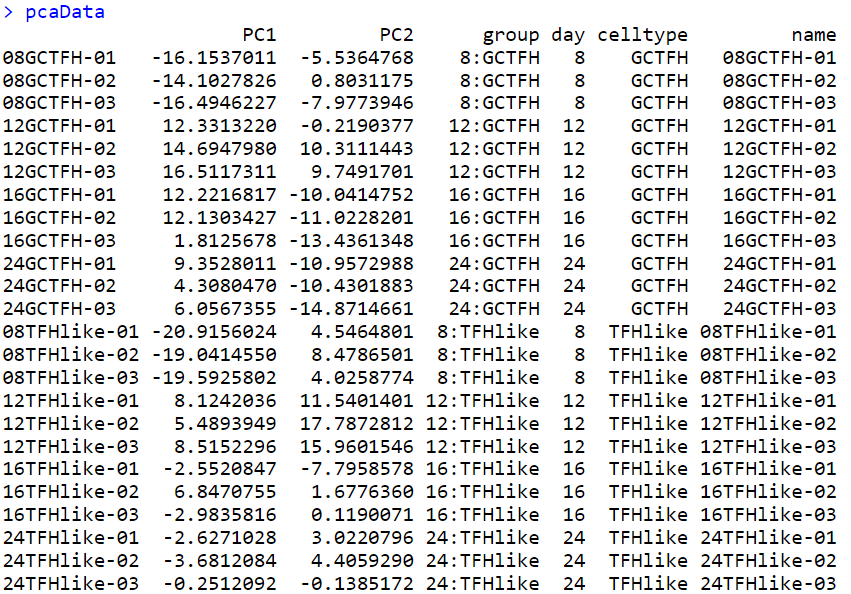 > pcaData
PC1 PC2 group day celltype name
08GCTFH-01 -16.1537011 -5.5364768 8:GCTFH 8 GCTFH 08GCTFH-01
08GCTFH-02 -14.1027826 0.8031175 8:GCTFH 8 GCTFH 08GCTFH-02
08GCTFH-03 -16.4946227 -7.9773946 8:GCTFH 8 GCTFH 08GCTFH-03
12GCTFH-01 12.3313220 -0.2190377 12:GCTFH 12 GCTFH 12GCTFH-01
12GCTFH-02 14.6947980 10.3111443 12:GCTFH 12 GCTFH 12GCTFH-02
12GCTFH-03 16.5117311 9.7491701 12:GCTFH 12 GCTFH 12GCTFH-03
16GCTFH-01 12.2216817 -10.0414752 16:GCTFH 16 GCTFH 16GCTFH-01
16GCTFH-02 12.1303427 -11.0228201 16:GCTFH 16 GCTFH 16GCTFH-02
16GCTFH-03 1.8125678 -13.4361348 16:GCTFH 16 GCTFH 16GCTFH-03
24GCTFH-01 9.3528011 -10.9572988 24:GCTFH 24 GCTFH 24GCTFH-01
24GCTFH-02 4.3080470 -10.4301883 24:GCTFH 24 GCTFH 24GCTFH-02
24GCTFH-03 6.0567355 -14.8714661 24:GCTFH 24 GCTFH 24GCTFH-03
08TFHlike-01 -20.9156024 4.5464801 8:TFHlike 8 TFHlike 08TFHlike-01
08TFHlike-02 -19.0414550 8.4786501 8:TFHlike 8 TFHlike 08TFHlike-02
08TFHlike-03 -19.5925802 4.0258774 8:TFHlike 8 TFHlike 08TFHlike-03
12TFHlike-01 8.1242036 11.5401401 12:TFHlike 12 TFHlike 12TFHlike-01
12TFHlike-02 5.4893949 17.7872812 12:TFHlike 12 TFHlike 12TFHlike-02
12TFHlike-03 8.5152296 15.9601546 12:TFHlike 12 TFHlike 12TFHlike-03
16TFHlike-01 -2.5520847 -7.7958578 16:TFHlike 16 TFHlike 16TFHlike-01
16TFHlike-02 6.8470755 1.6776360 16:TFHlike 16 TFHlike 16TFHlike-02
16TFHlike-03 -2.9835816 0.1190071 16:TFHlike 16 TFHlike 16TFHlike-03
24TFHlike-01 -2.6271028 3.0220796 24:TFHlike 24 TFHlike 24TFHlike-01
24TFHlike-02 -3.6812084 4.4059290 24:TFHlike 24 TFHlike 24TFHlike-02
24TFHlike-03 -0.2512092 -0.1385172 24:TFHlike 24 TFHlike 24TFHlike-03